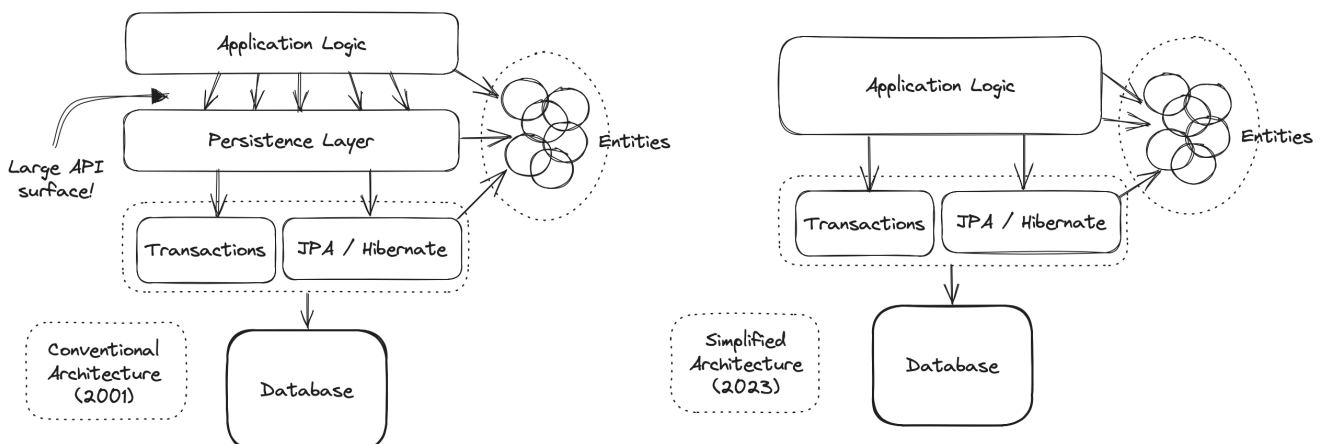 Application Logic
Persistence Layer
Large API
surface!
Entities
Transactions
JPA / Hibernate
Conventional
Architecture
(2001)
Database
Application Logic
Entities
Transactions
JPA / Hibernate
Simplified
Architecture
(2023)
Database